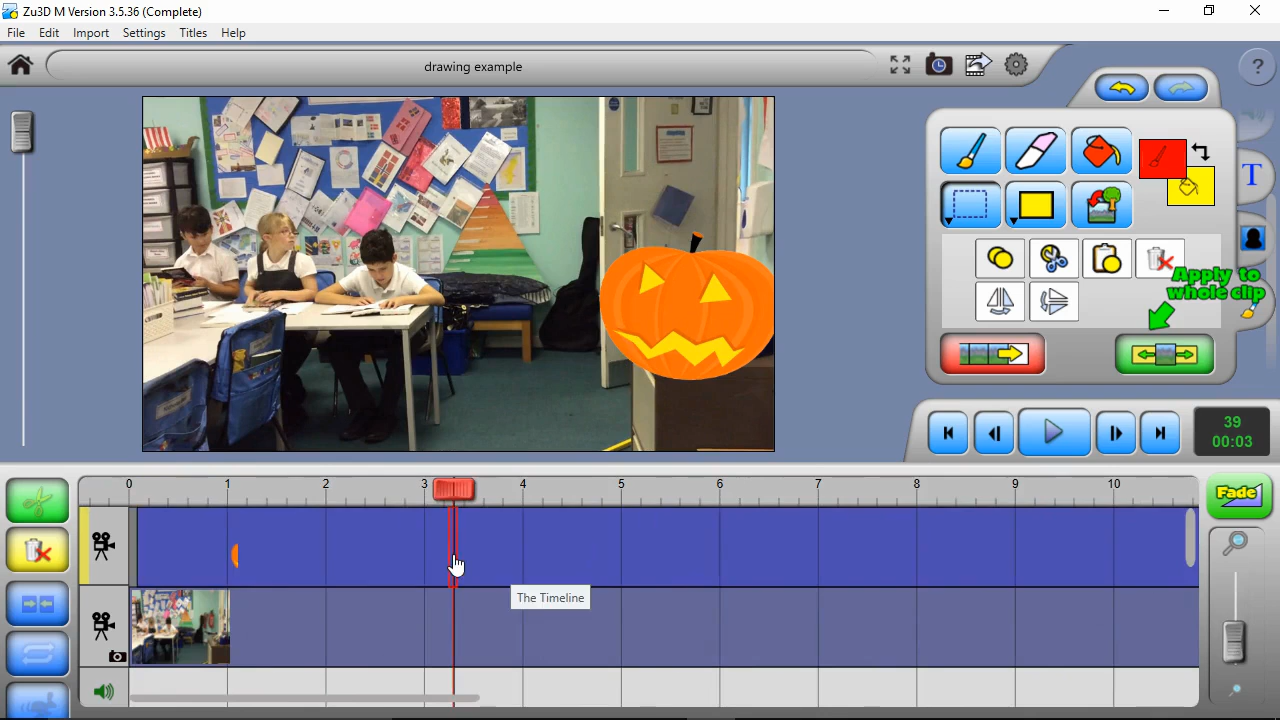 Zu3D M Version 3.5.36 (Complete)
File Edit Import Settings Titles Help
drawing example
?
T
Apply to
whole clip
39
00:03
0 1 2 3 4 5 6 7 8 9 10
Fade
The Timeline